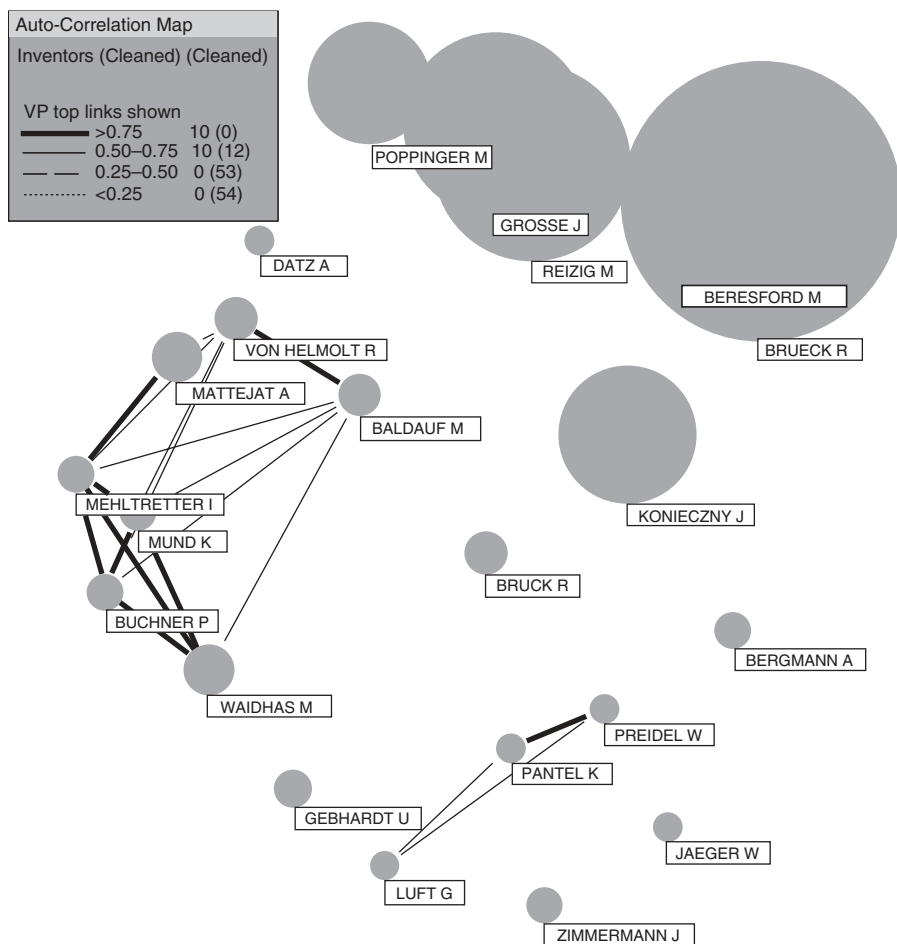 Auto-Correlation Map
Inventors (Cleaned) (Cleaned)
VP top links shown
>0.75 10 (0)
0.50–0.75 10 (12)
0.25–0.50 0 (53)
<0.25 0 (54)
POPPINGER M
GROSSE J
REIZIG M
BERESFORD M
BRUECK R
DATZ A
VON HELMOLT R
MATTEJAT A
BALDAUF M
MEHLTRETTER I
MUND K
KONIECZNY J
BRUCK R
BUCHNER P
BERGMANN A
WAIDHAS M
PREIDEL W
PANTEL K
GEBHARDT U
JAEGER W
LUFT G
ZIMMERMANN J